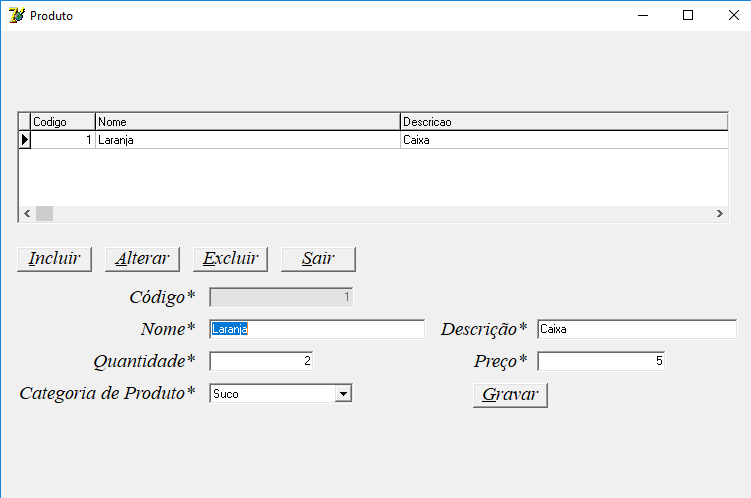 Produto
Codigo Nome Descricao
1 Laranja Caixa
Incluir Alterar Excluir Sair
Código* 1
Nome* Laranja Descrição* Caixa
Quantidade* 2 Preço* 5
Categoria de Produto* Suco Gravar